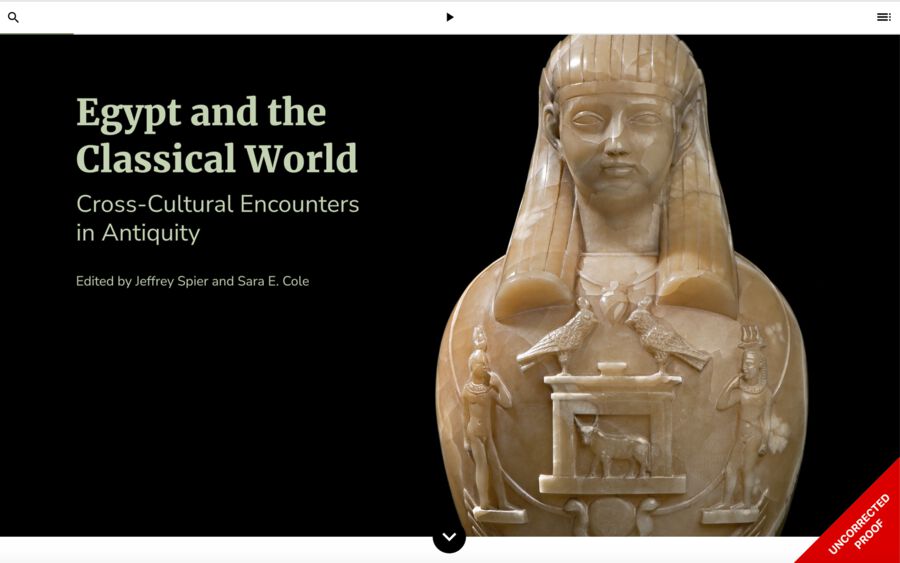 Egypt and the
Classical World
Cross-Cultural Encounters
in Antiquity
Edited by Jeffrey Spier and Sara E. Cole
UNCORRECTED
PROOF